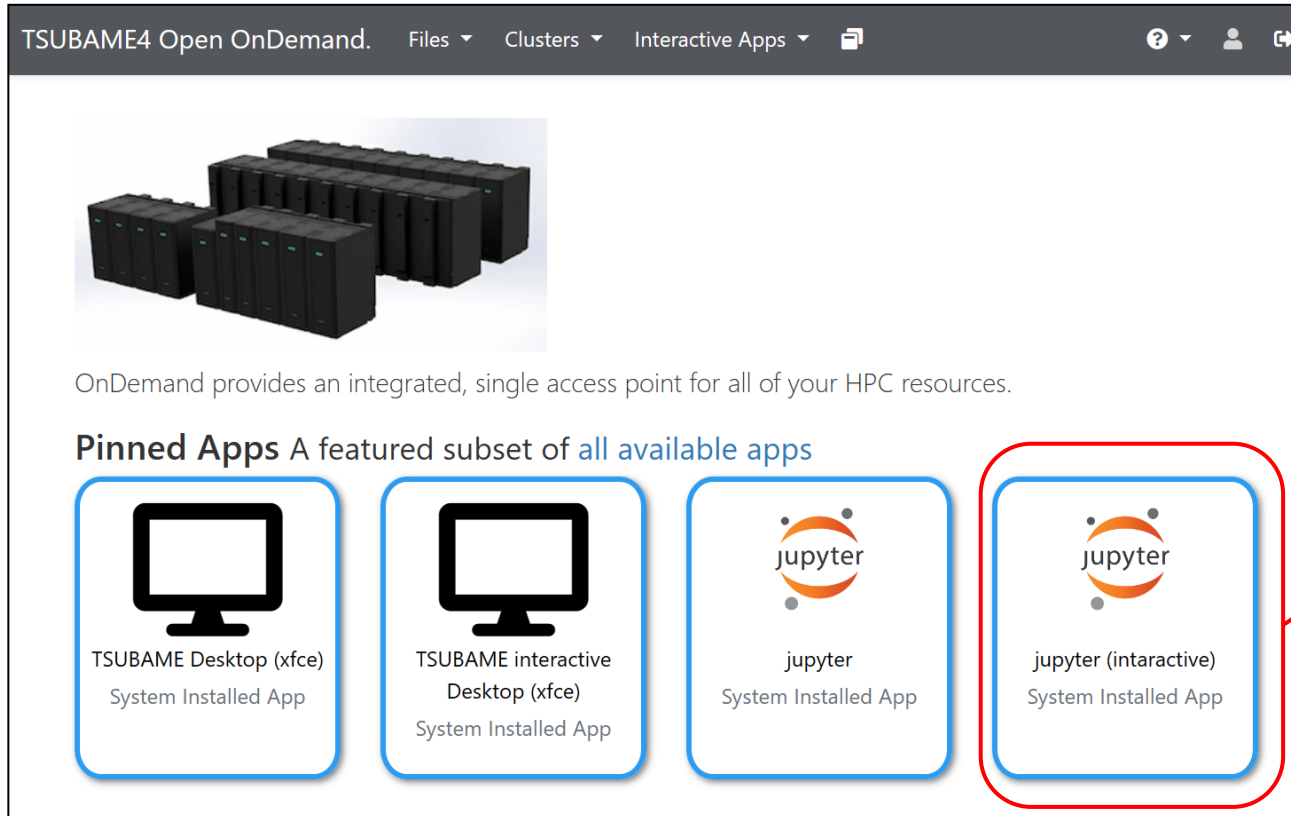 TSUBAME4 Open OnDemand. Files Clusters Interactive Apps ?
OnDemand provides an integrated, single access point for all of your HPC resources.
Pinned Apps A featured subset of all available apps
jupyter
jupyter
TSUBAME Desktop (xfce)
System Installed App
TSUBAME interactive
Desktop (xfce)
System Installed App
jupyter
System Installed App
jupyter (intaractive)
System Installed App